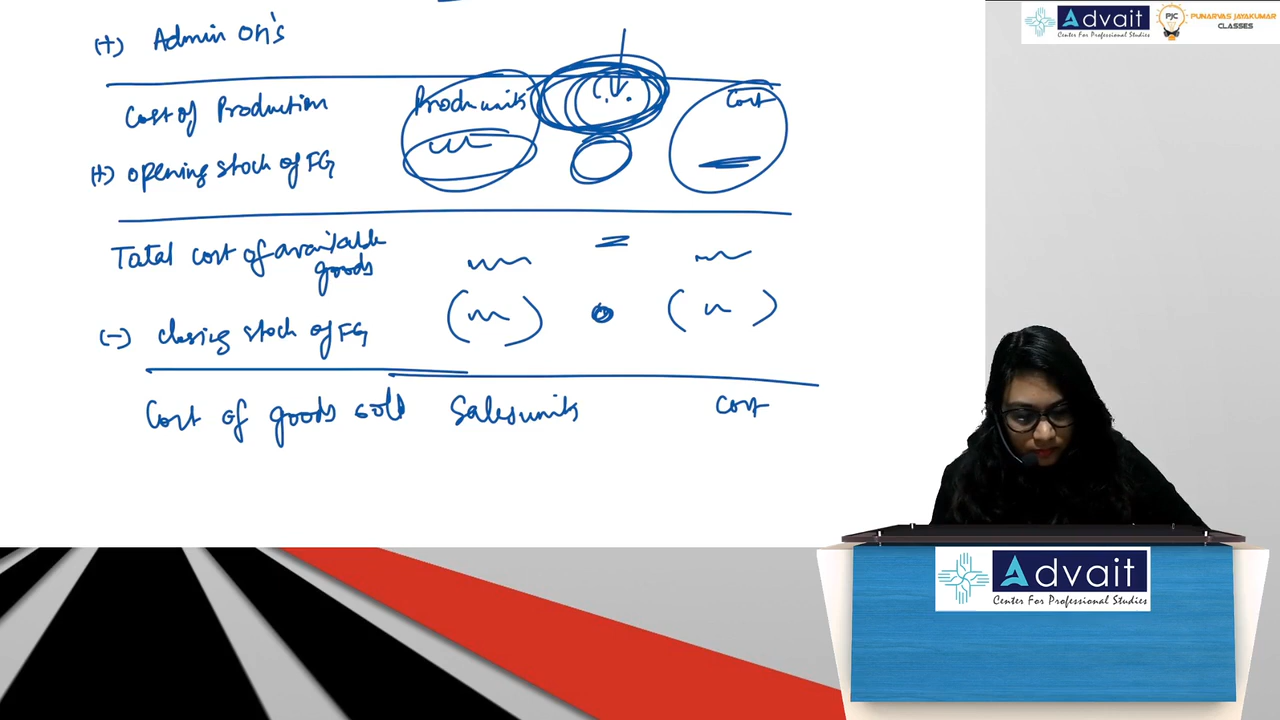 Advait
Center For Professional Studies
PJC
PUNARVAS JAYAKUMAR
CLASSES
(+) Admin OH's
Cost of Production Produ units C.U. Cost
(+) opening stock of FG
Total cost of available
goods
(-) closing stock of FG
Cost of goods sold Sales units Cost
Advait
Center For Professional Studies